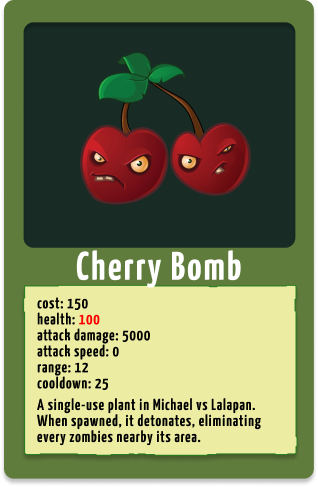 Cherry Bomb
cost: 150
health: 100
attack damage: 5000
attack speed: 0
range: 12
cooldown: 25
A single-use plant in Michael vs Lalapan.
When spawned, it detonates, eliminating
every zombies nearby its area.